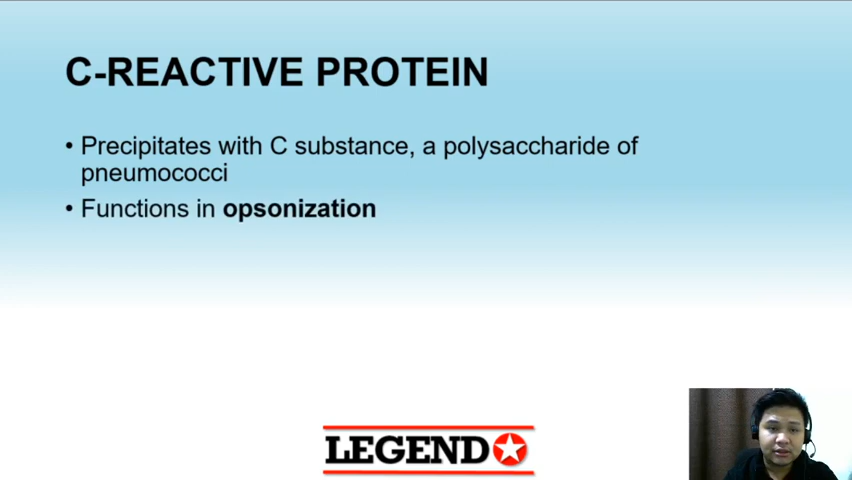 C-REACTIVE PROTEIN
• Precipitates with C substance, a polysaccharide of
pneumococci
• Functions in opsonization
LEGEND